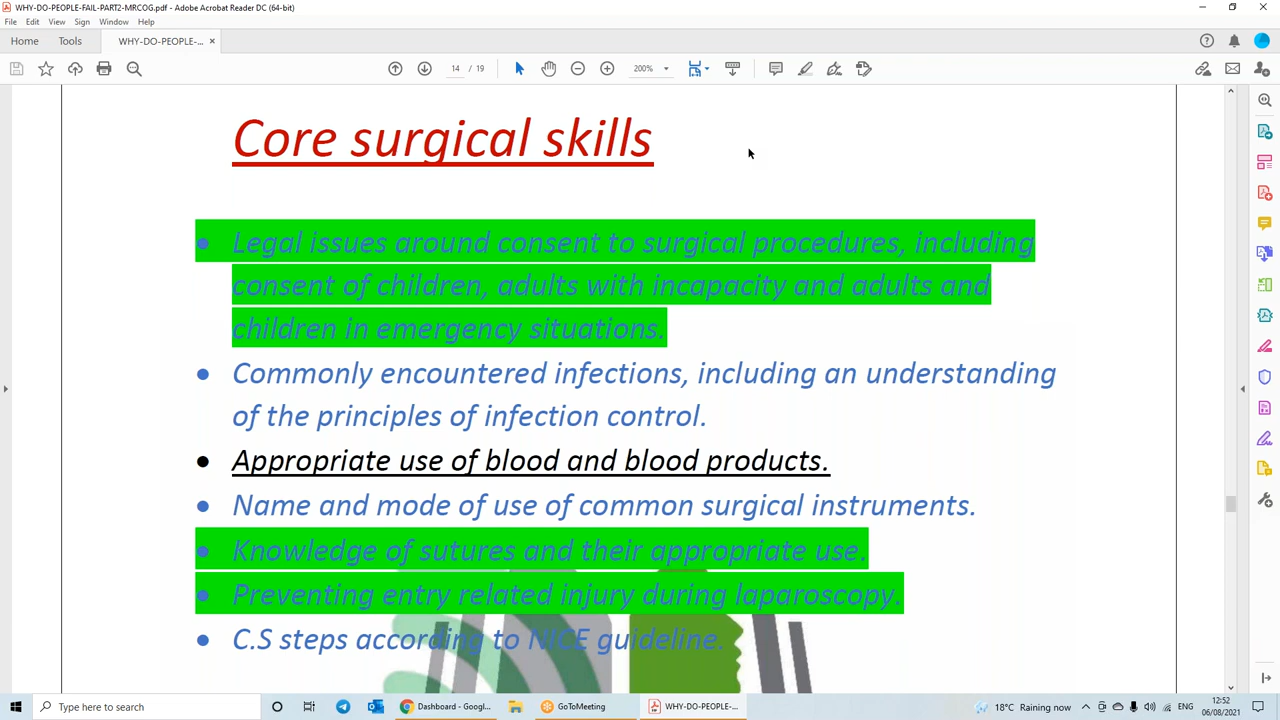 WHY-DO-PEOPLE-FAIL-PART2-MRCOG.pdf - Adobe Acrobat Reader DC (64-bit)
File Edit View Sign Window Help
Home Tools WHY-DO-PEOPLE-... ×
14 / 19 200%
Core surgical skills
• Legal issues around consent to surgical procedures, including
consent of children, adults with incapacity and adults and
children in emergency situations.
• Commonly encountered infections, including an understanding
of the principles of infection control.
• Appropriate use of blood and blood products.
• Name and mode of use of common surgical instruments.
• Knowledge of sutures and their appropriate use.
• Preventing entry related injury during laparoscopy.
• C.S steps according to NICE guideline.
Type here to search
Dashboard - Googl...
GoToMeeting
WHY-DO-PEOPLE-...
18°C Raining now
ENG
12:52
06/08/2021